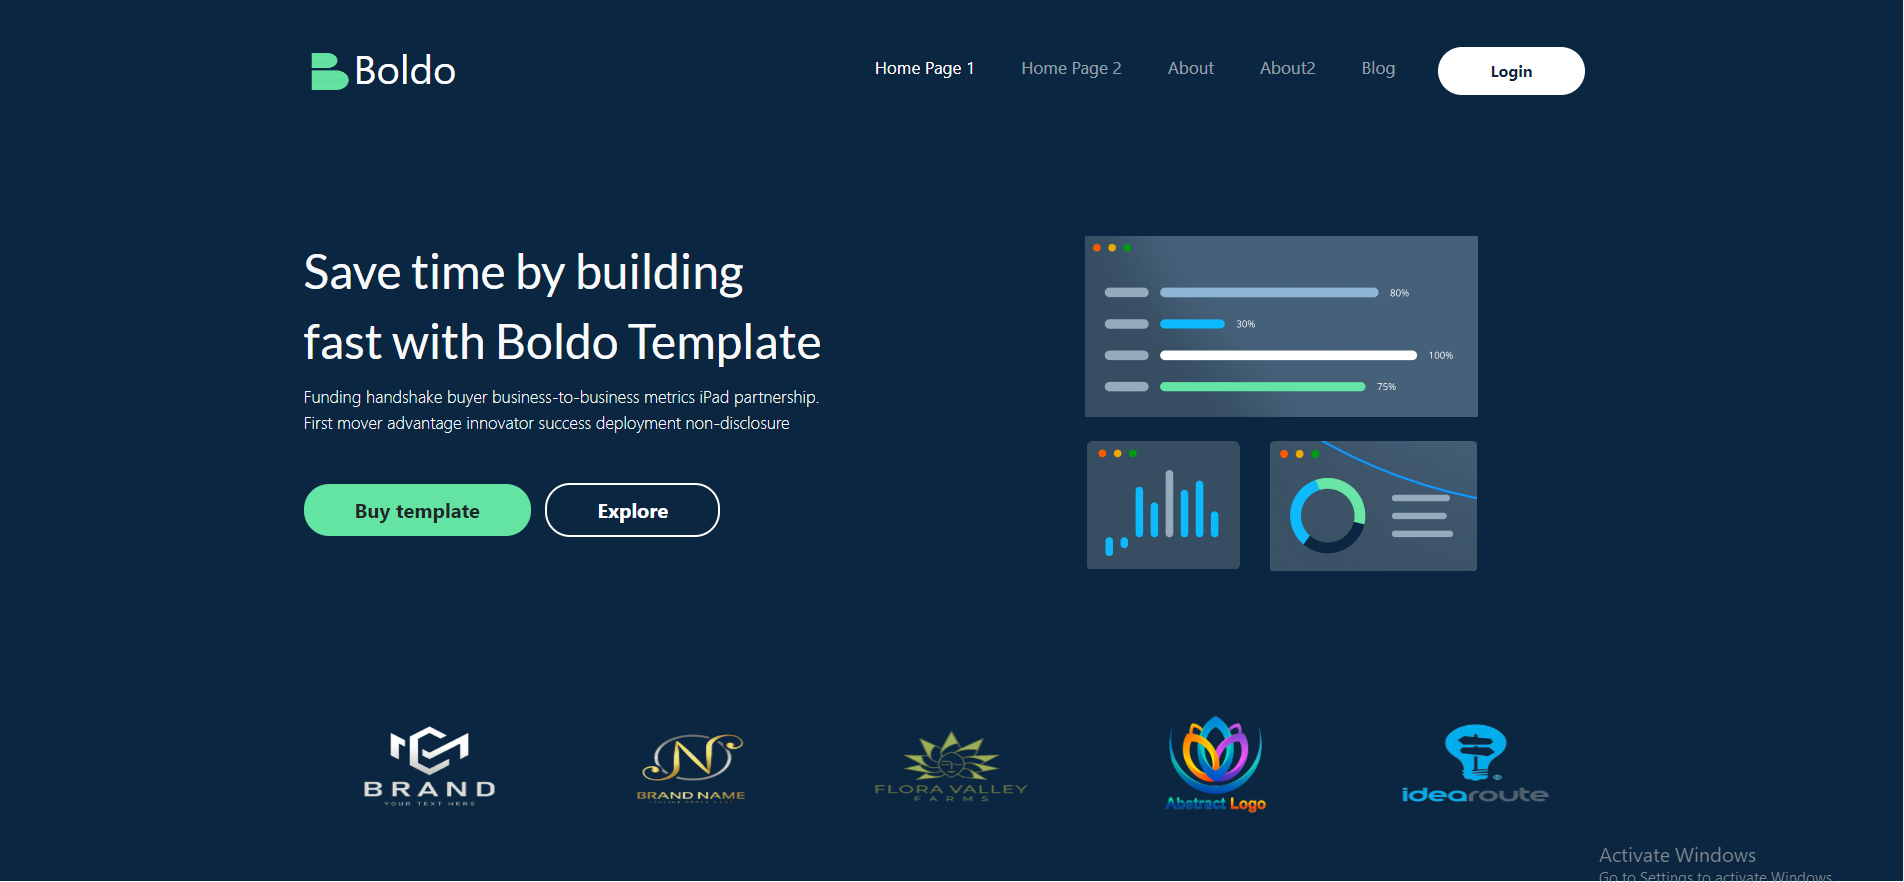 Boldo
Home Page 1
Home Page 2
About
About2
Blog
Login
Save time by building
fast with Boldo Template
Funding handshake buyer business-to-business metrics iPad partnership.
First mover advantage innovator success deployment non-disclosure
Buy template
Explore
80%
30%
100%
75%
BRAND
YOUR TEXT HERE
N
BRAND NAME
FLORA VALLEY
FARMS
Abstract Logo
idearoute
®
Activate Windows
Go to Settings to activate Windows